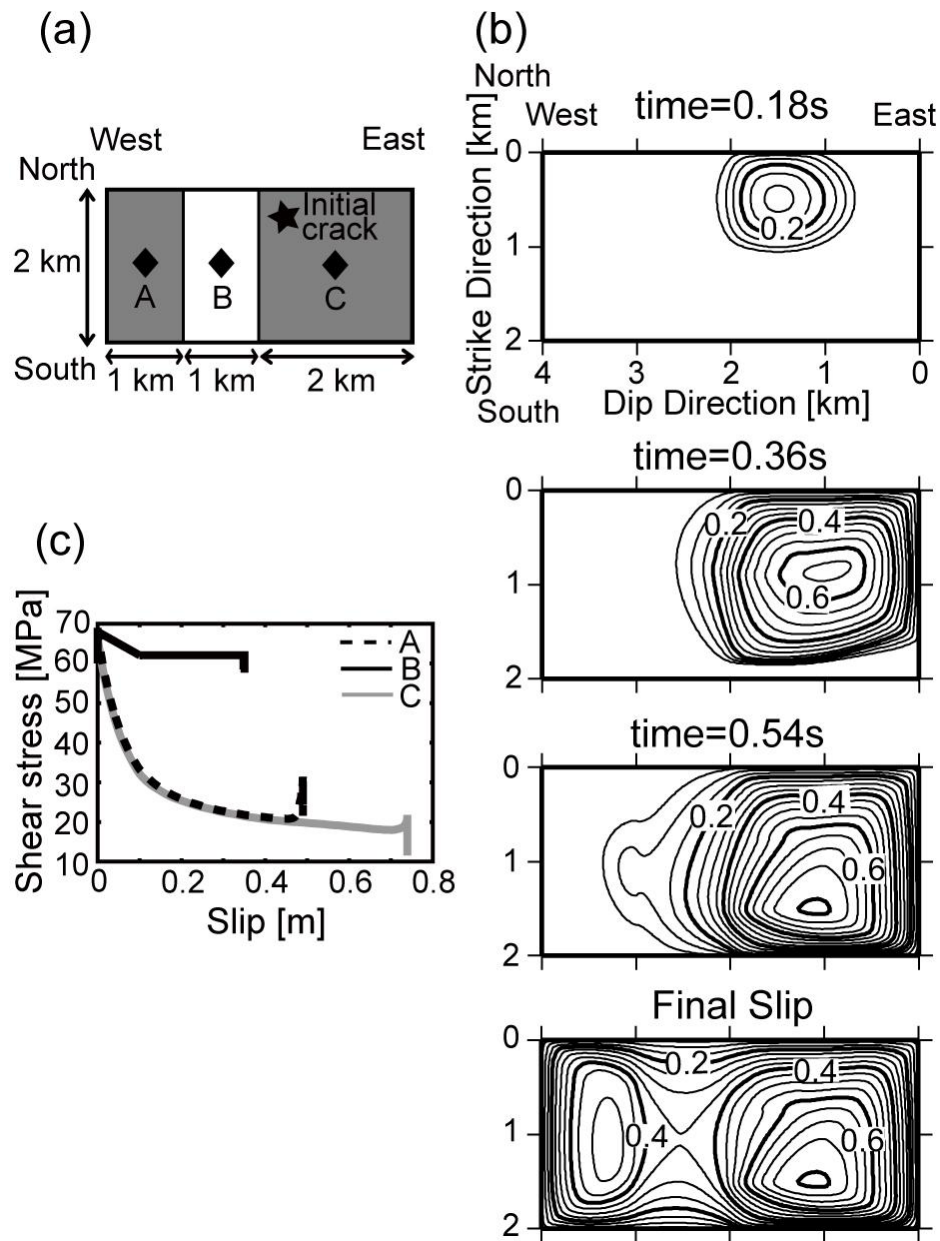 (a)
West East
North
Initial
crack
2 km
A B C
South
1 km 1 km 2 km
(b)
North
West time=0.18s East
Strike Direction [km]
0
1
2
0.2
4 3 2 1 0
South Dip Direction [km]
time=0.36s
0
1
2
0.2 0.4
0.6
time=0.54s
0
1
2
0.2 0.4
0.6
Final Slip
0
1
2
0.2 0.4
0.4 0.6
(c)
Shear stress [MPa]
70
60
50
40
30
20
10
A
B
C
0 0.2 0.4 0.6 0.8
Slip [m]